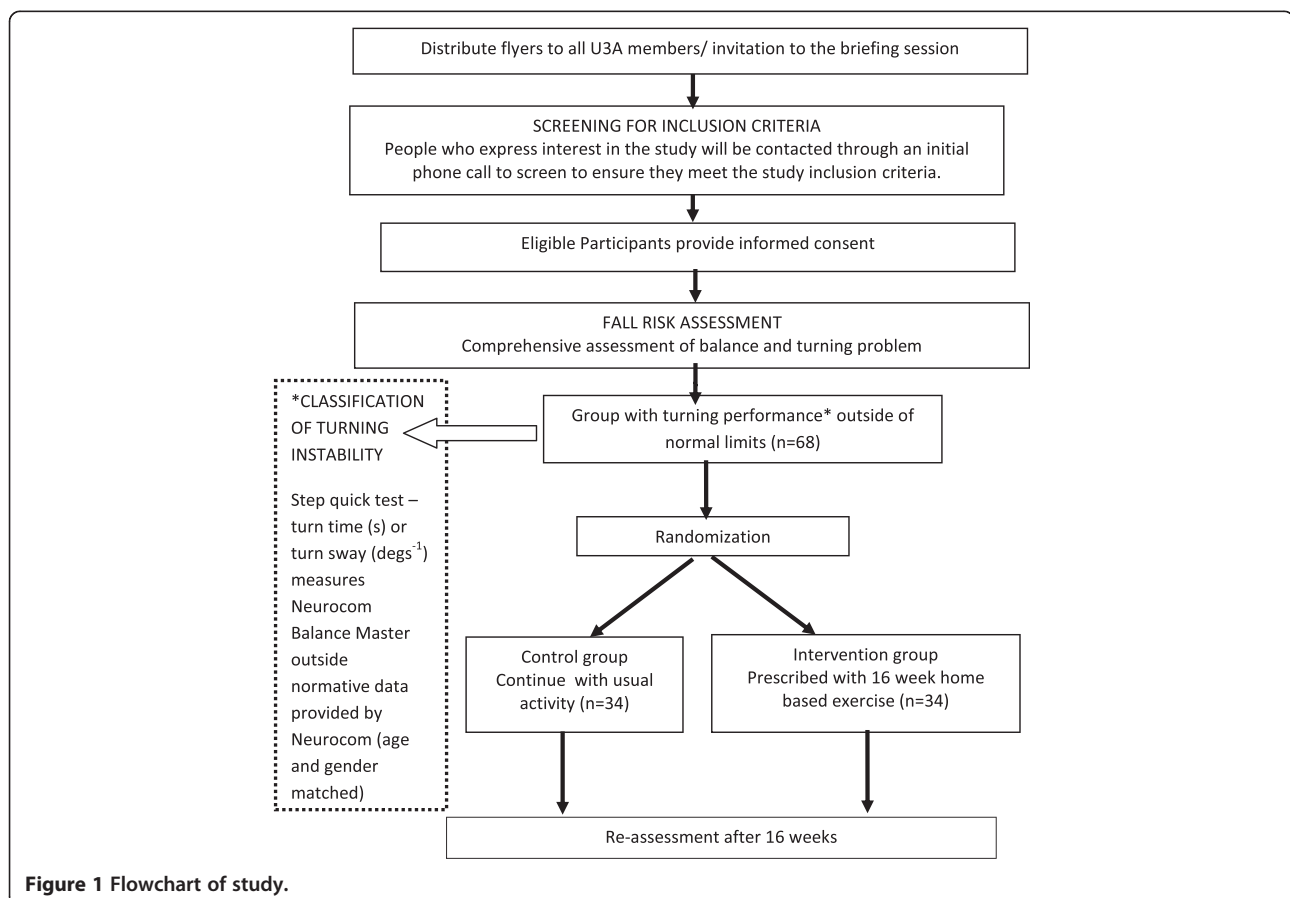 Distribute flyers to all U3A members/ invitation to the briefing session
SCREENING FOR INCLUSION CRITERIA
People who express interest in the study will be contacted through an initial
phone call to screen to ensure they meet the study inclusion criteria.
Eligible Participants provide informed consent
FALL RISK ASSESSMENT
Comprehensive assessment of balance and turning problem
Group with turning performance* outside of
normal limits (n=68)
*CLASSIFICATION
OF TURNING
INSTABILITY
Step quick test –
turn time (s) or
turn sway (degs⁻¹)
measures
Neurocom
Balance Master
outside
normative data
provided by
Neurocom (age
and gender
matched)
Randomization
Control group
Continue with usual
activity (n=34)
Intervention group
Prescribed with 16 week home
based exercise (n=34)
Re-assessment after 16 weeks
Figure 1 Flowchart of study.